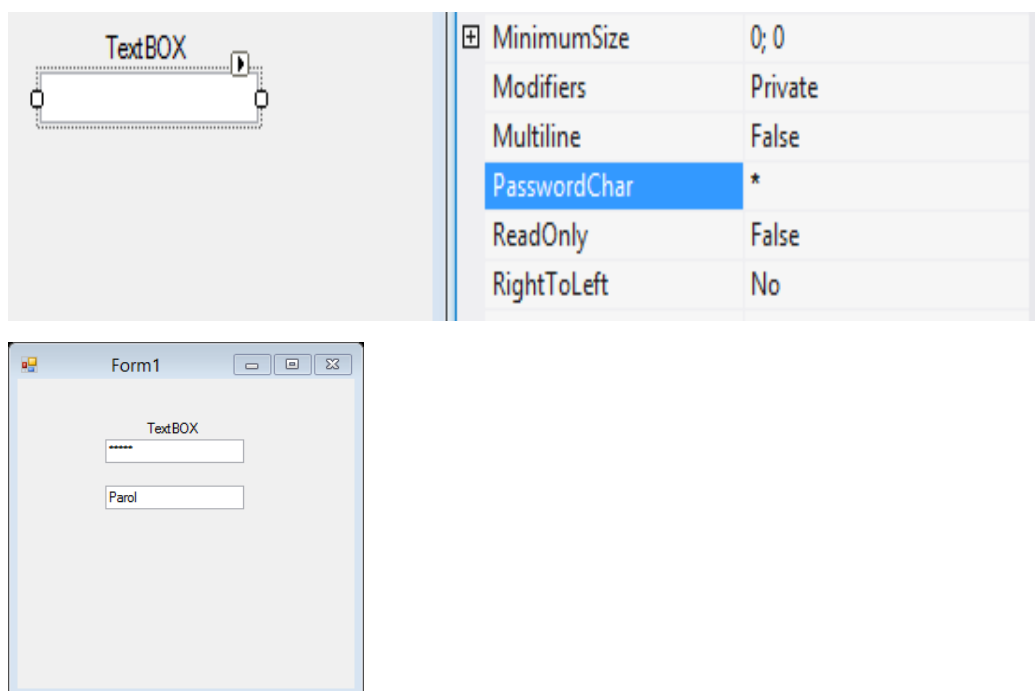 TextBOX
MinimumSize 0; 0
Modifiers Private
Multiline False
PasswordChar *
ReadOnly False
RightToLeft No
Form1
TextBOX
*****
Parol